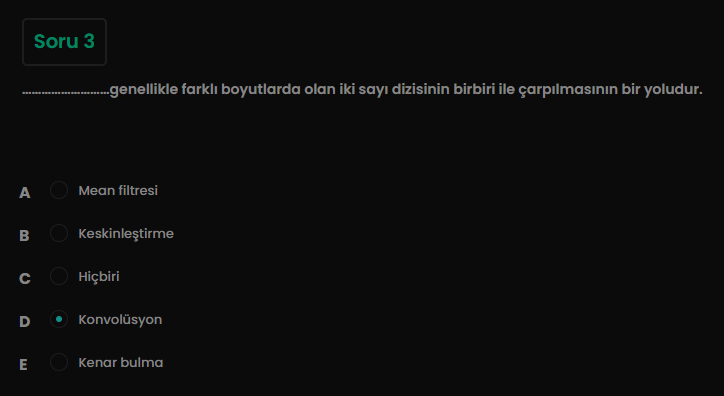 Soru 3
............................genellikle farklı boyutlarda olan iki sayı dizisinin birbiri ile çarpılmasının bir yoludur.
A Mean filtresi
B Keskinleştirme
C Hiçbiri
D Konvolüsyon
E Kenar bulma